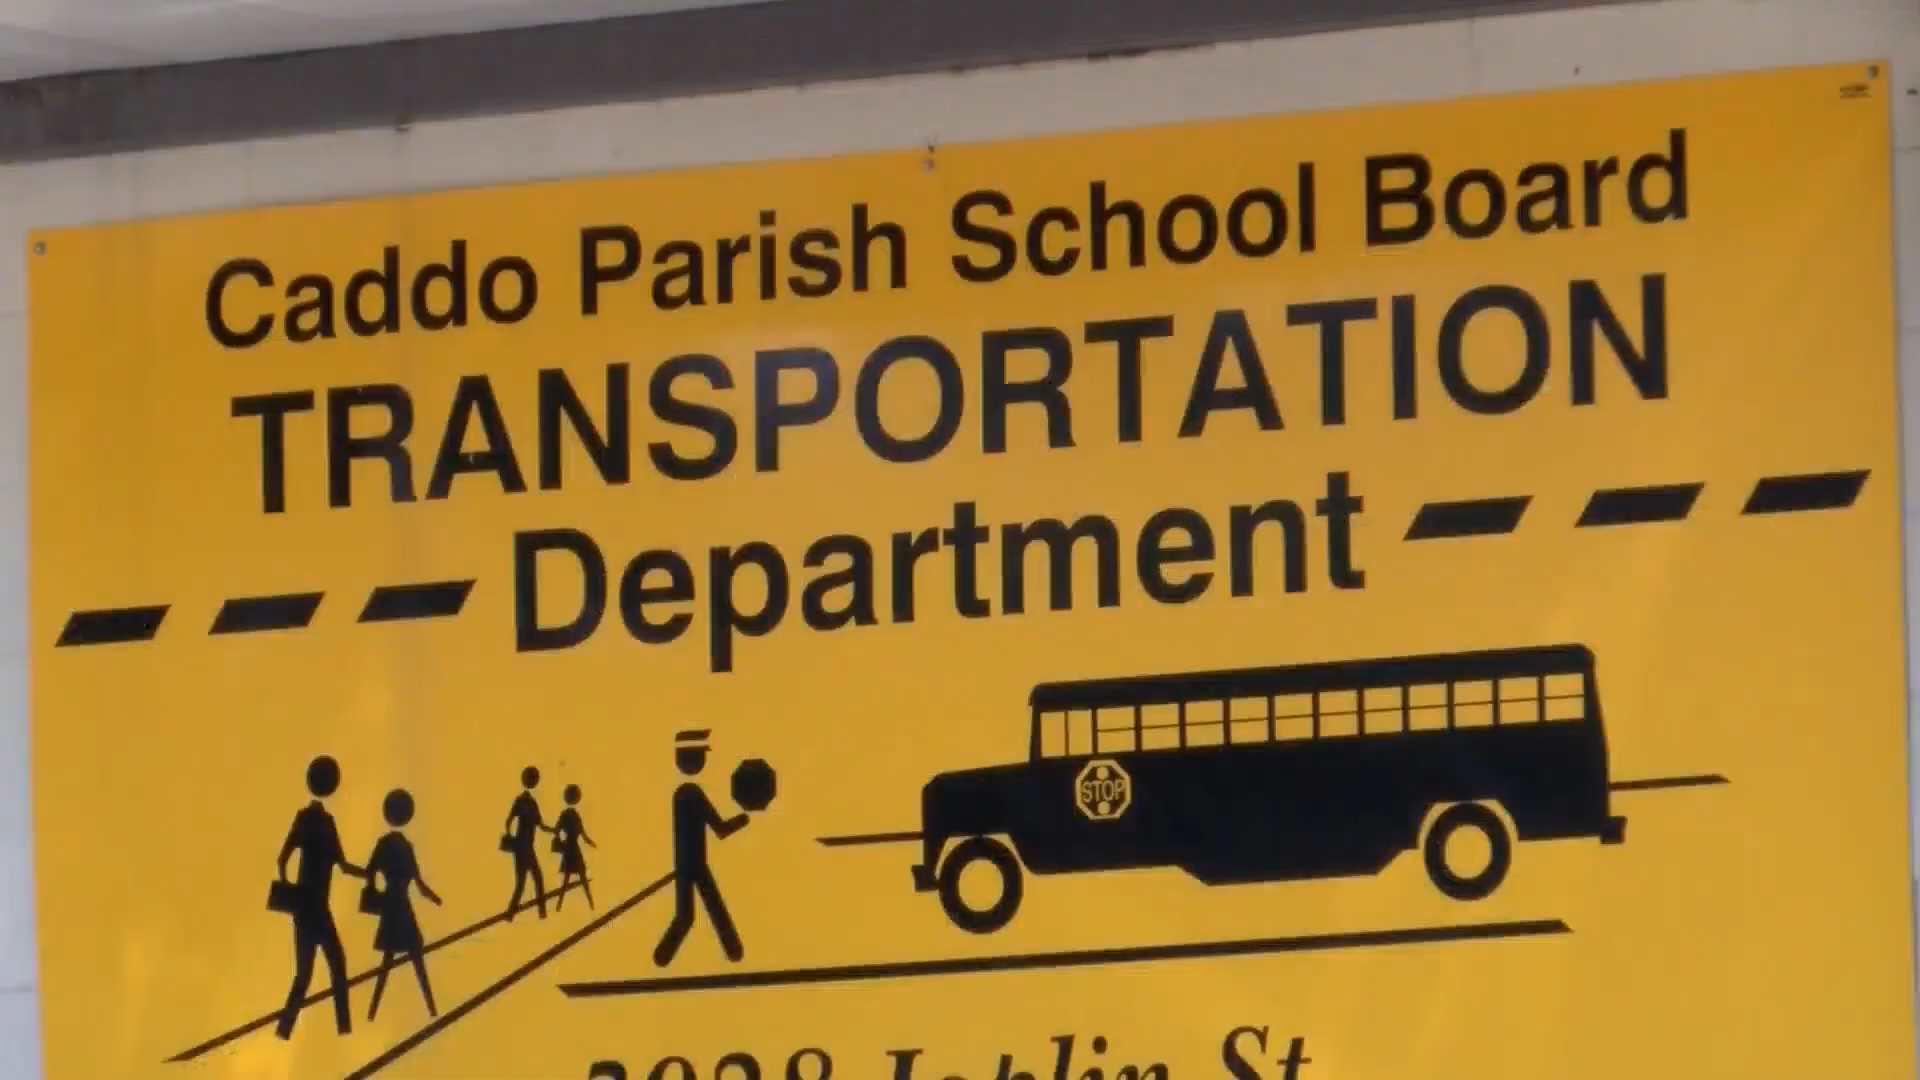 Caddo Parish School Board
TRANSPORTATION
Department
STOP
Joplin St